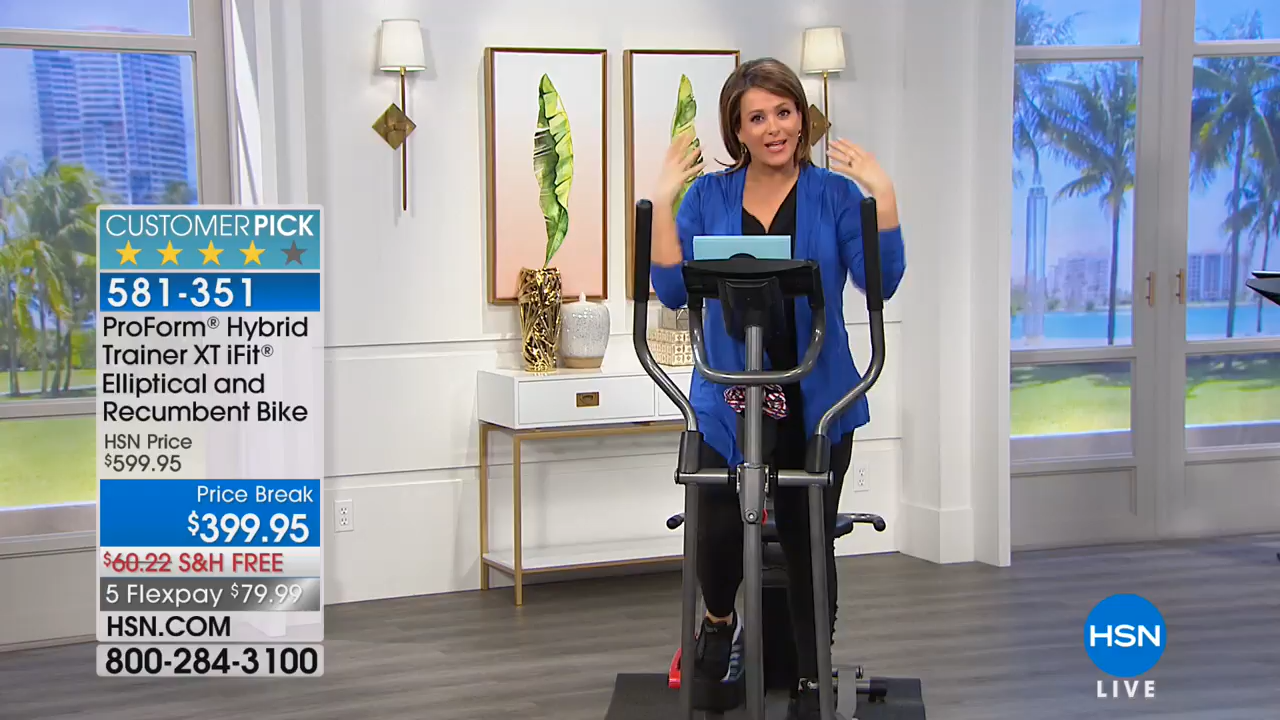 CUSTOMER PICK
581-351
ProForm® Hybrid
Trainer XT iFit®
Elliptical and
Recumbent Bike
HSN Price
$599.95
Price Break
$399.95
$60.22 S&H FREE
5 Flexpay $79.99
HSN.COM
800-284-3100
HSN
LIVE